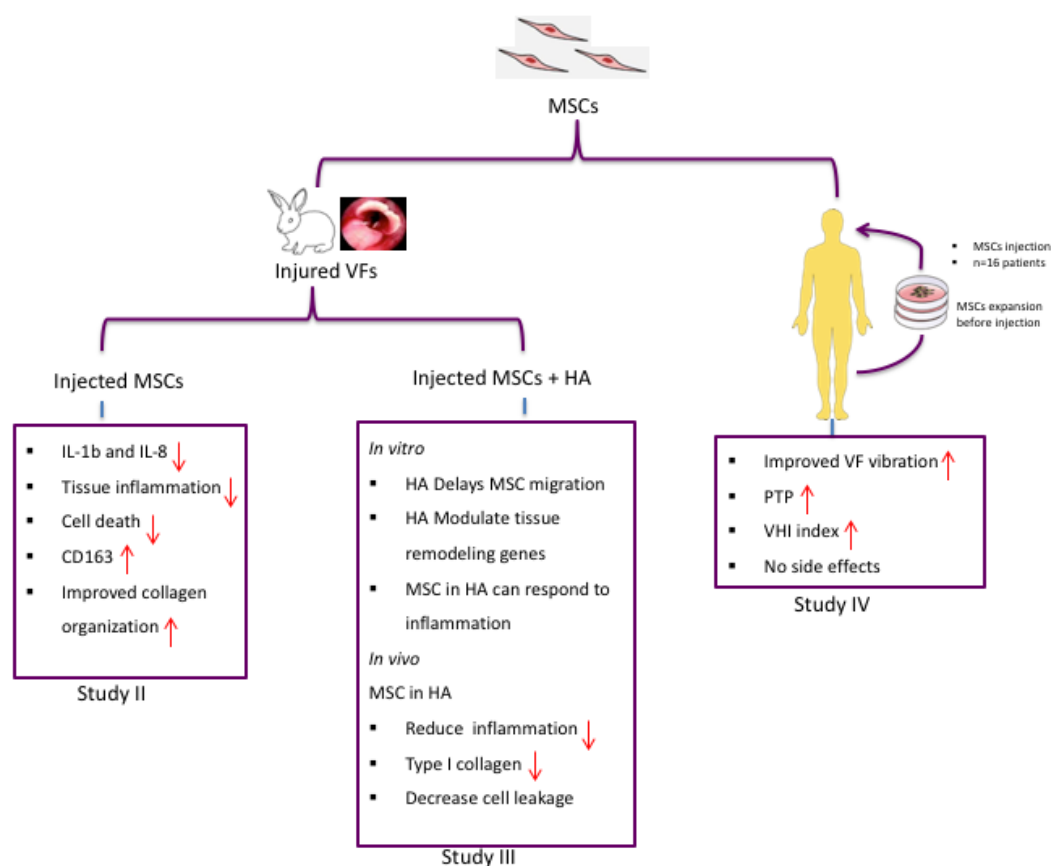 MSCs
Injured VFs
▪ MSCs injection
▪ n=16 patients
MSCs expansion
before injection
Injected MSCs
▪ IL-1b and IL-8 ↓
▪ Tissue inflammation ↓
▪ Cell death ↓
▪ CD163 ↑
▪ Improved collagen
organization ↑
Study II
Injected MSCs + HA
In vitro
▪ HA Delays MSC migration
▪ HA Modulate tissue
remodeling genes
▪ MSC in HA can respond to
inflammation
In vivo
MSC in HA
▪ Reduce inflammation ↓
▪ Type I collagen ↓
▪ Decrease cell leakage
Study III
▪ Improved VF vibration ↑
▪ PTP ↑
▪ VHI index ↑
▪ No side effects
Study IV